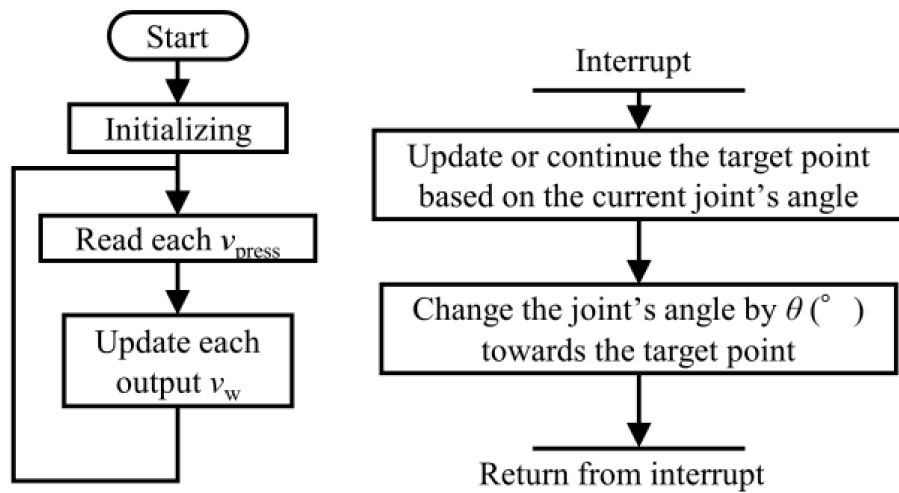 Start
Initializing
Read each vpress
Update each
output vw
Interrupt
Update or continue the target point
based on the current joint’s angle
Change the joint’s angle by θ (° )
towards the target point
Return from interrupt